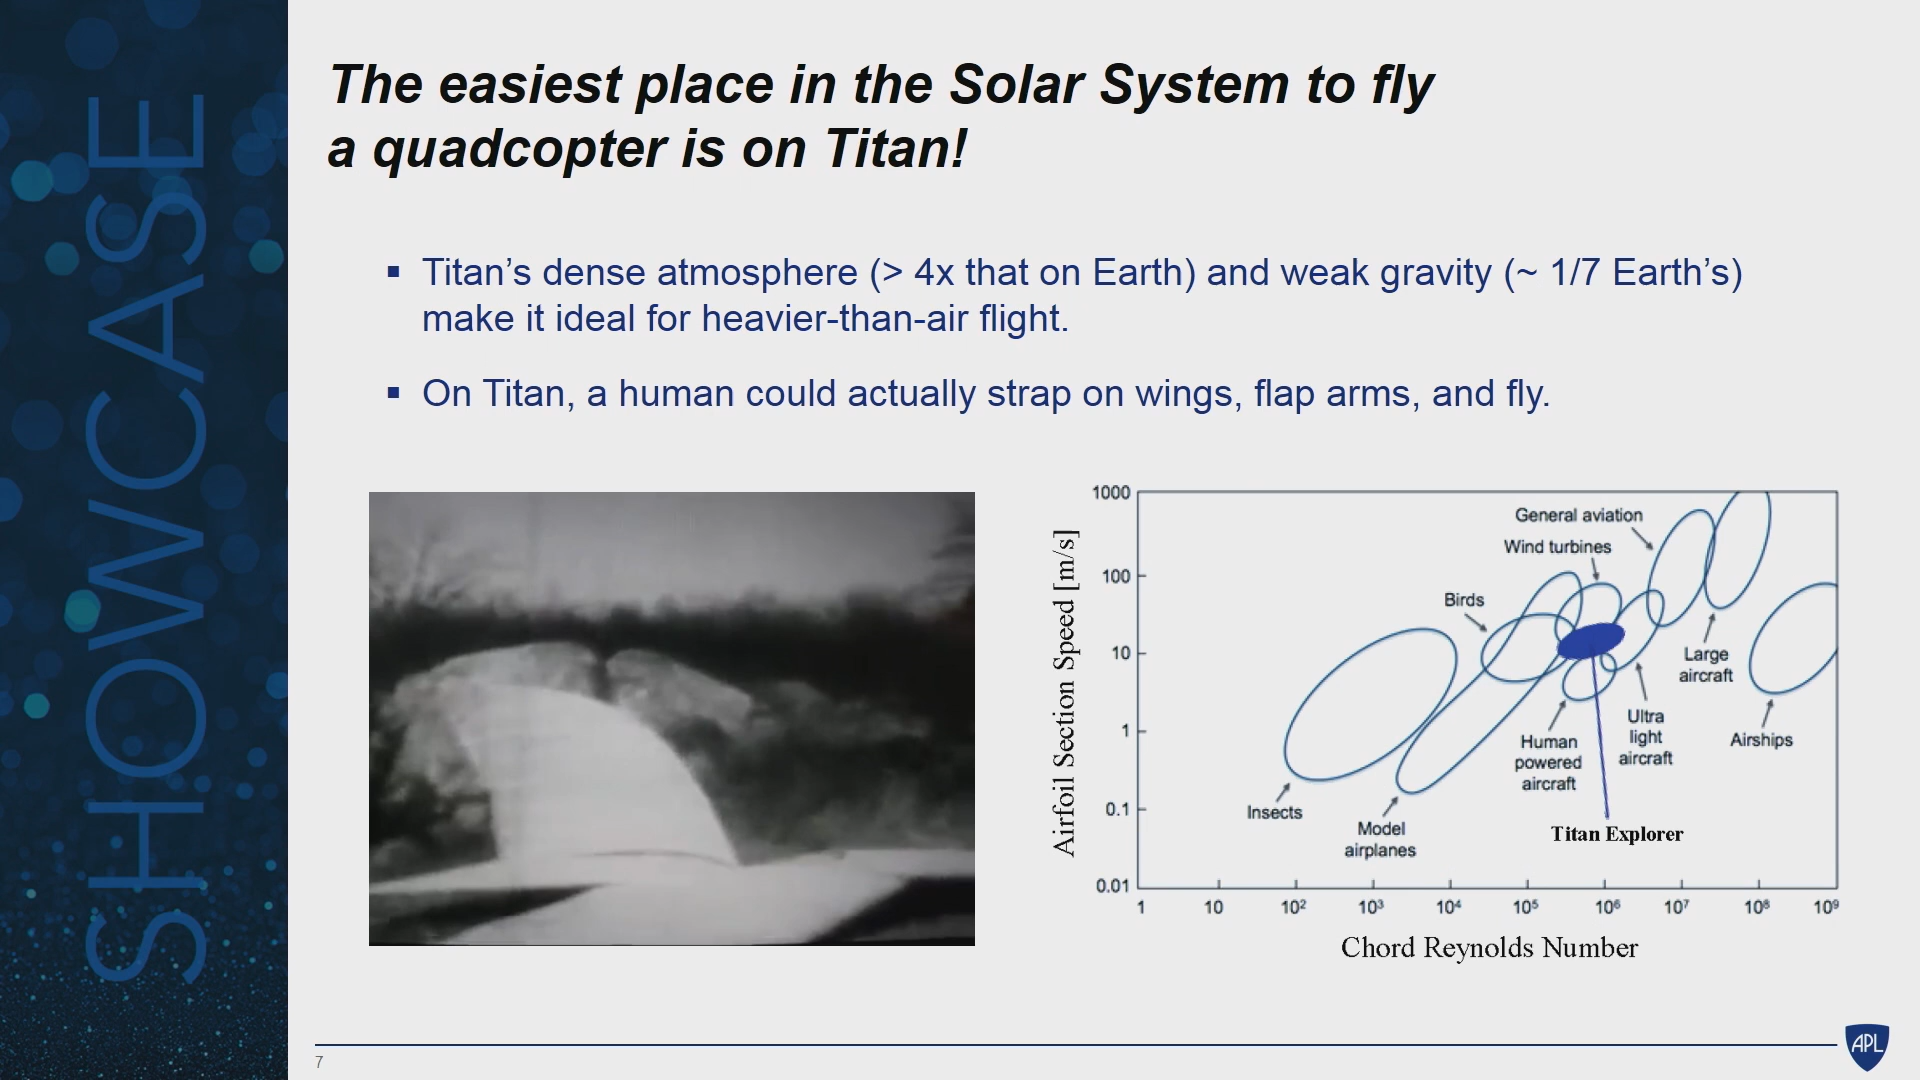 SHOWCASE
The easiest place in the Solar System to fly
a quadcopter is on Titan!
▪ Titan’s dense atmosphere (> 4x that on Earth) and weak gravity (~ 1/7 Earth’s)
make it ideal for heavier-than-air flight.
▪ On Titan, a human could actually strap on wings, flap arms, and fly.
Airfoil Section Speed [m/s]
1000
100
10
1
0.1
0.01
General aviation
Wind turbines
Birds
Large
aircraft
Ultra
light
aircraft
Airships
Human
powered
aircraft
Insects
Model
airplanes
Titan Explorer
1
10
10²
10³
10⁴
10⁵
10⁶
10⁷
10⁸
10⁹
Chord Reynolds Number
7
APL